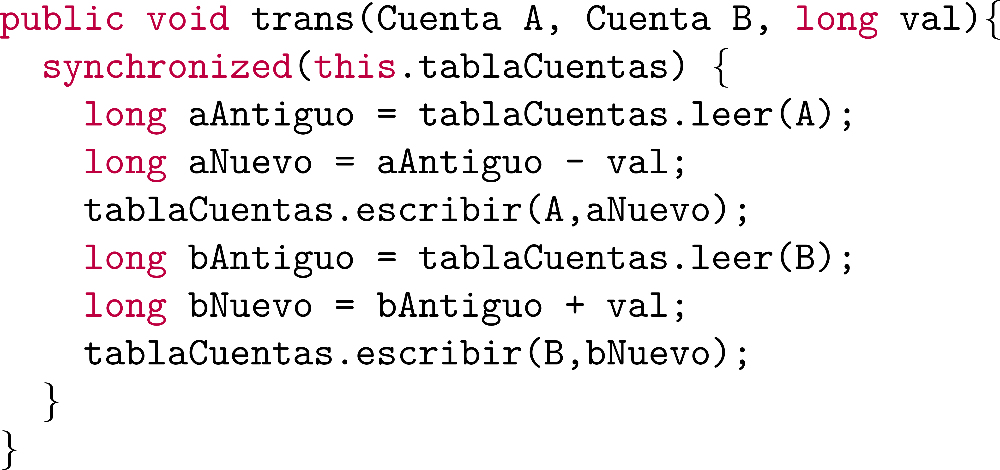 public void trans(Cuenta A, Cuenta B, long val){
synchronized(this.tablaCuentas) {
long aAntiguo = tablaCuentas.leer(A);
long aNuevo = aAntiguo - val;
tablaCuentas.escribir(A,aNuevo);
long bAntiguo = tablaCuentas.leer(B);
long bNuevo = bAntiguo + val;
tablaCuentas.escribir(B,bNuevo);
}
}